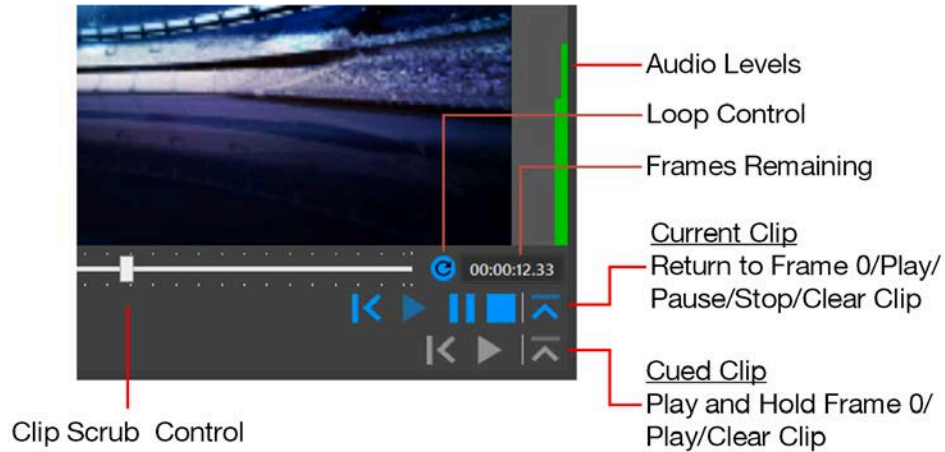 Audio Levels
Loop Control
Frames Remaining
Current Clip
00:00:12.33
Return to Frame 0/Play/
Pause/Stop/Clear Clip
Cued Clip
Play and Hold Frame 0/
Play/Clear Clip
Clip Scrub Control